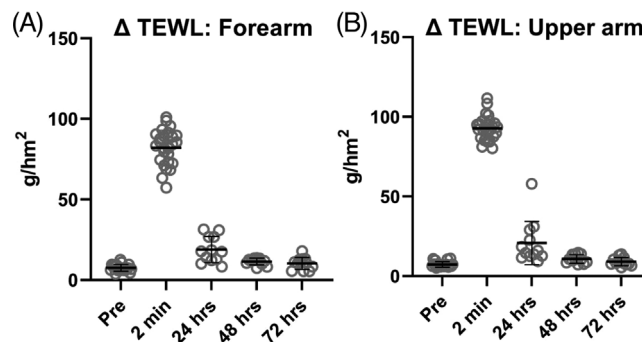 (A)
Δ TEWL: Forearm
150
100
50
0
g/hm²
Pre
2 min
24 hrs
48 hrs
72 hrs
(B)
Δ TEWL: Upper arm
150
100
50
0
g/hm²
Pre
2 min
24 hrs
48 hrs
72 hrs